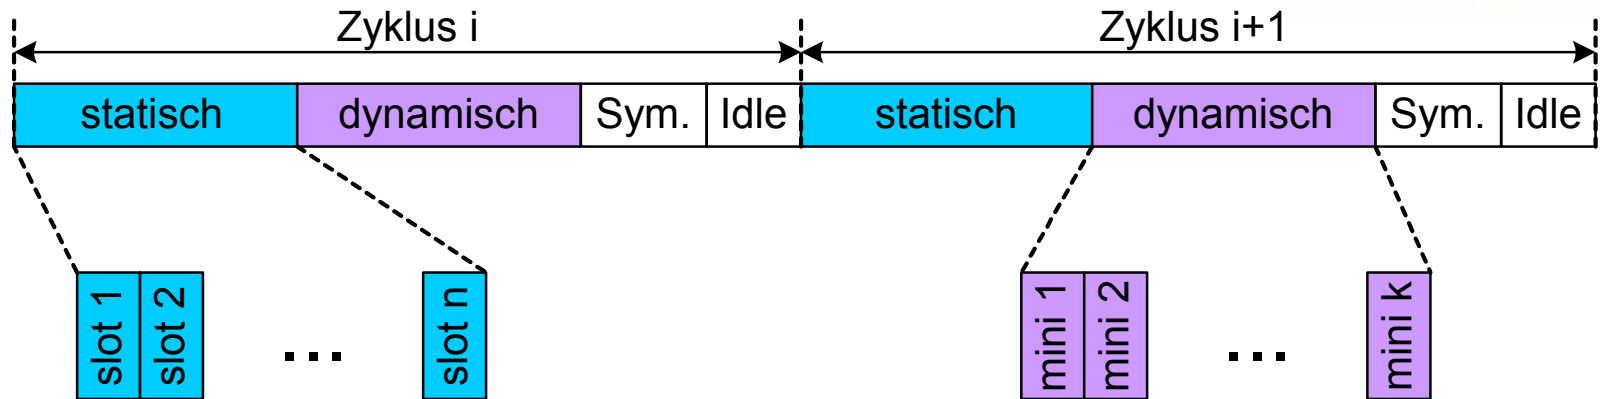 Zyklus i Zyklus i+1
statisch dynamisch Sym. Idle statisch dynamisch Sym. Idle
slot 1
slot 2
...
slot n
mini 1
mini 2
...
mini k